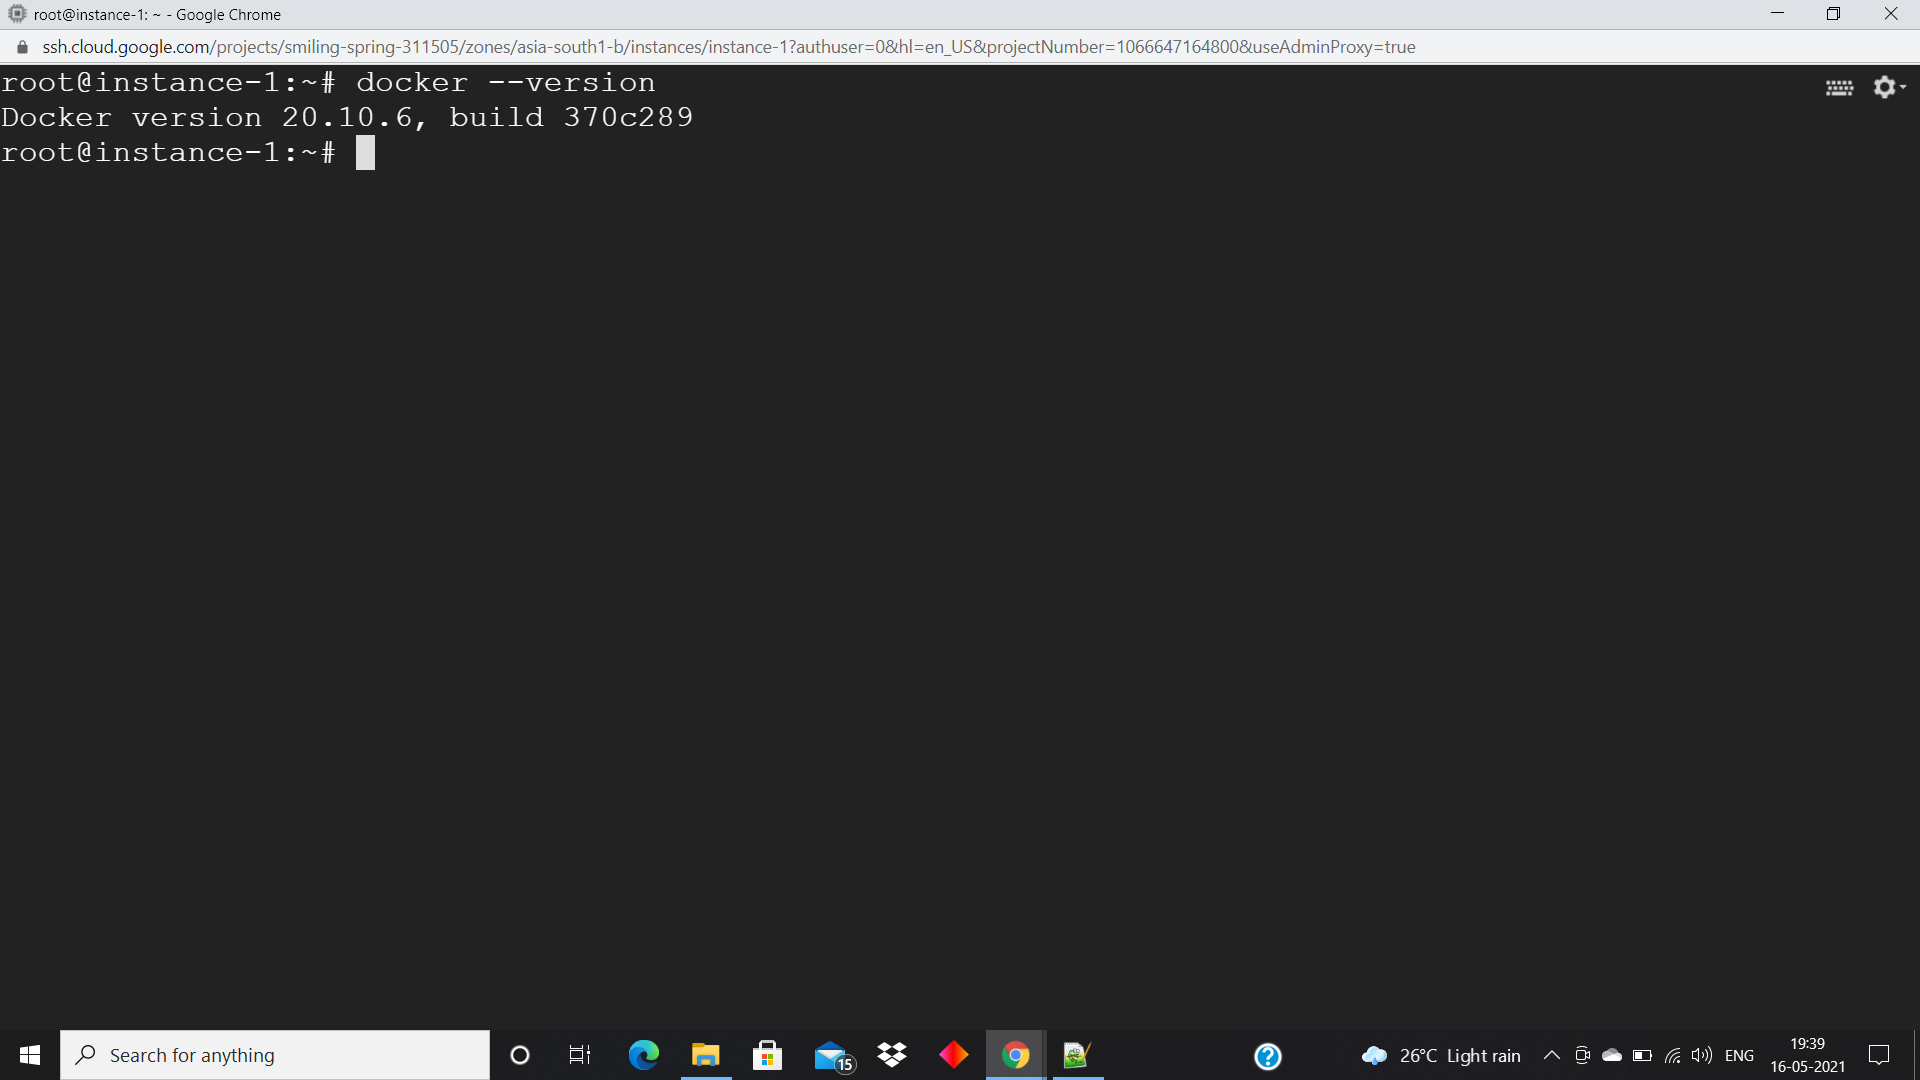 root@instance-1: ~ - Google Chrome
ssh.cloud.google.com/projects/smiling-spring-311505/zones/asia-south1-b/instances/instance-1?authuser=0&hl=en_US&projectNumber=1066647164800&useAdminProxy=true
root@instance-1:~# docker --version
Docker version 20.10.6, build 370c289
root@instance-1:~#
Search for anything
15
?
26°C Light rain
ENG
19:39
16-05-2021